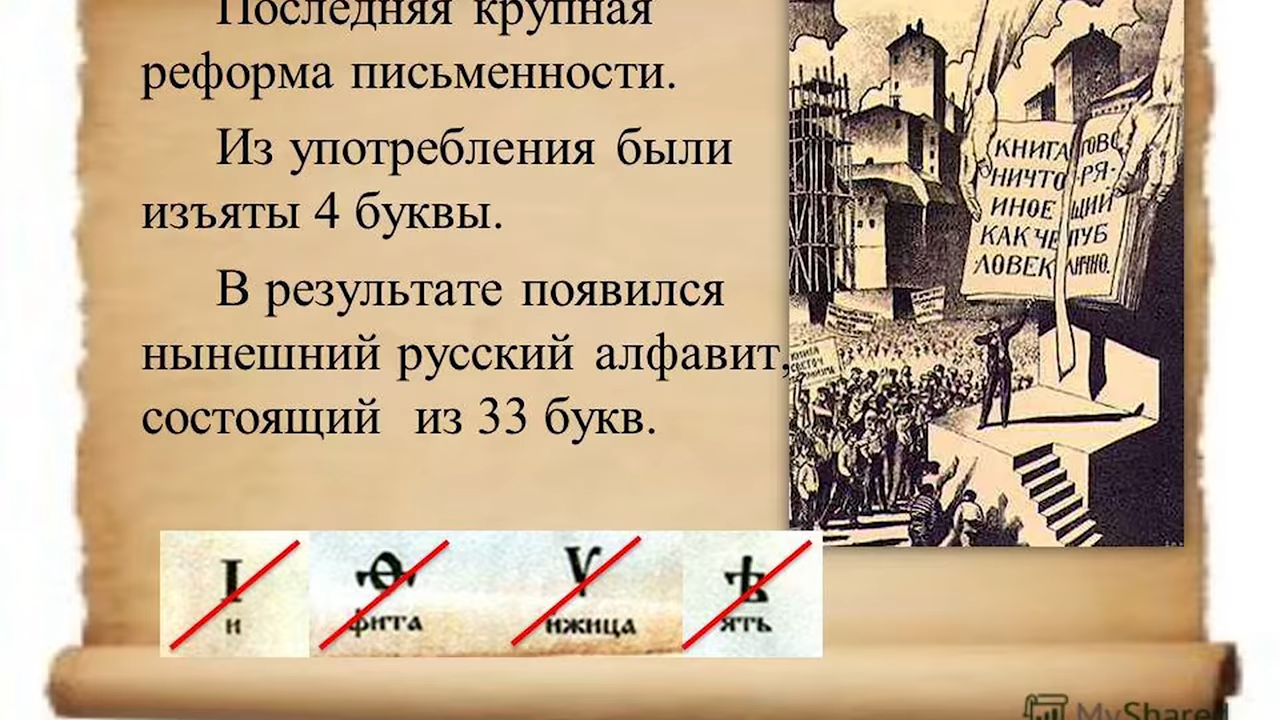 Последняя крупная
реформа письменности.
Из употребления были
изъяты 4 буквы.
В результате появился
нынешний русский алфавит,
состоящий из 33 букв.
КНИГА ГОВО
НИЧТО РЯ-
ИНОЕ ЩИЙ
КАК ЧЕ ПУБ
ЛОВЕК ЛИЧНО.
КНИГА
І Ѳ Ѵ Ѣ
и фита ижица ять
MyShared